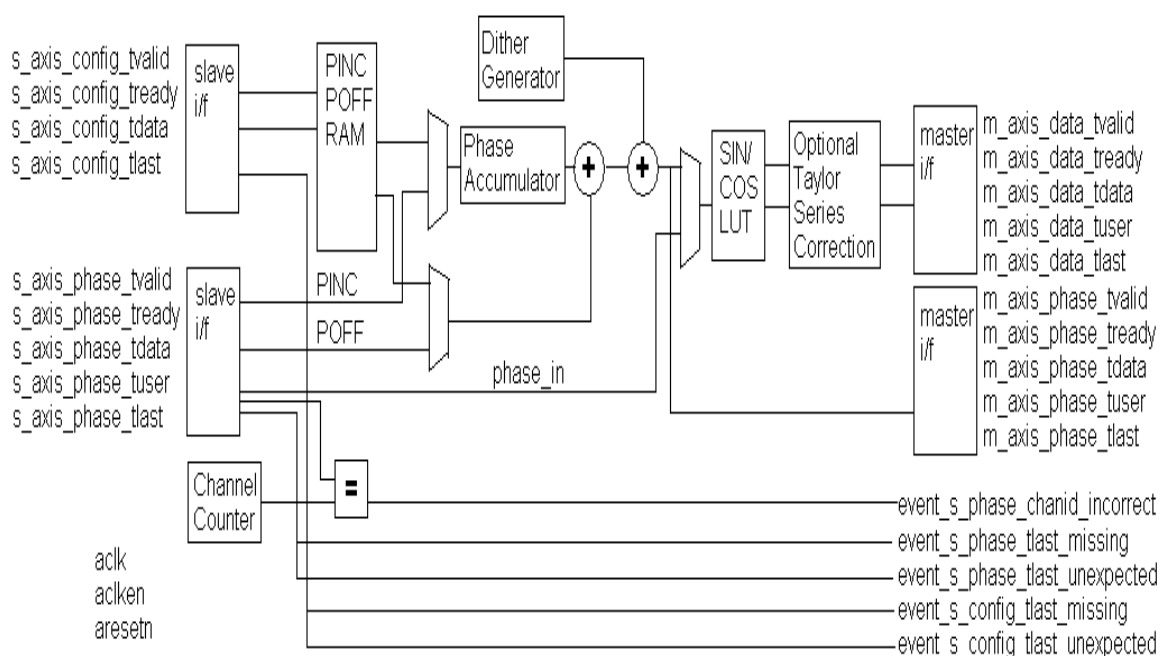 s_axis_config_tvalid
s_axis_config_tready
s_axis_config_tdata
s_axis_config_tlast
slave
i/f
PINC
POFF
RAM
Dither
Generator
Phase
Accumulator
+
+
SIN/
COS
LUT
Optional
Taylor
Series
Correction
master
i/f
m_axis_data_tvalid
m_axis_data_tready
m_axis_data_tdata
m_axis_data_tuser
m_axis_data_tlast
s_axis_phase_tvalid
s_axis_phase_tready
s_axis_phase_tdata
s_axis_phase_tuser
s_axis_phase_tlast
slave
i/f
PINC
POFF
phase_in
master
i/f
m_axis_phase_tvalid
m_axis_phase_tready
m_axis_phase_tdata
m_axis_phase_tuser
m_axis_phase_tlast
Channel
Counter
=
event_s_phase_chanid_incorrect
event_s_phase_tlast_missing
event_s_phase_tlast_unexpected
event_s_config_tlast_missing
event_s_config_tlast_unexpected
aclk
aclken
aresetn